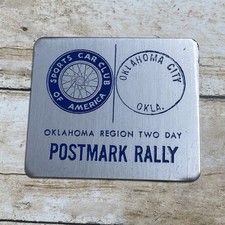 SPORTS CAR CLUB
OF AMERICA
OKLAHOMA CITY
OKLA.
OKLAHOMA REGION TWO DAY
POSTMARK RALLY